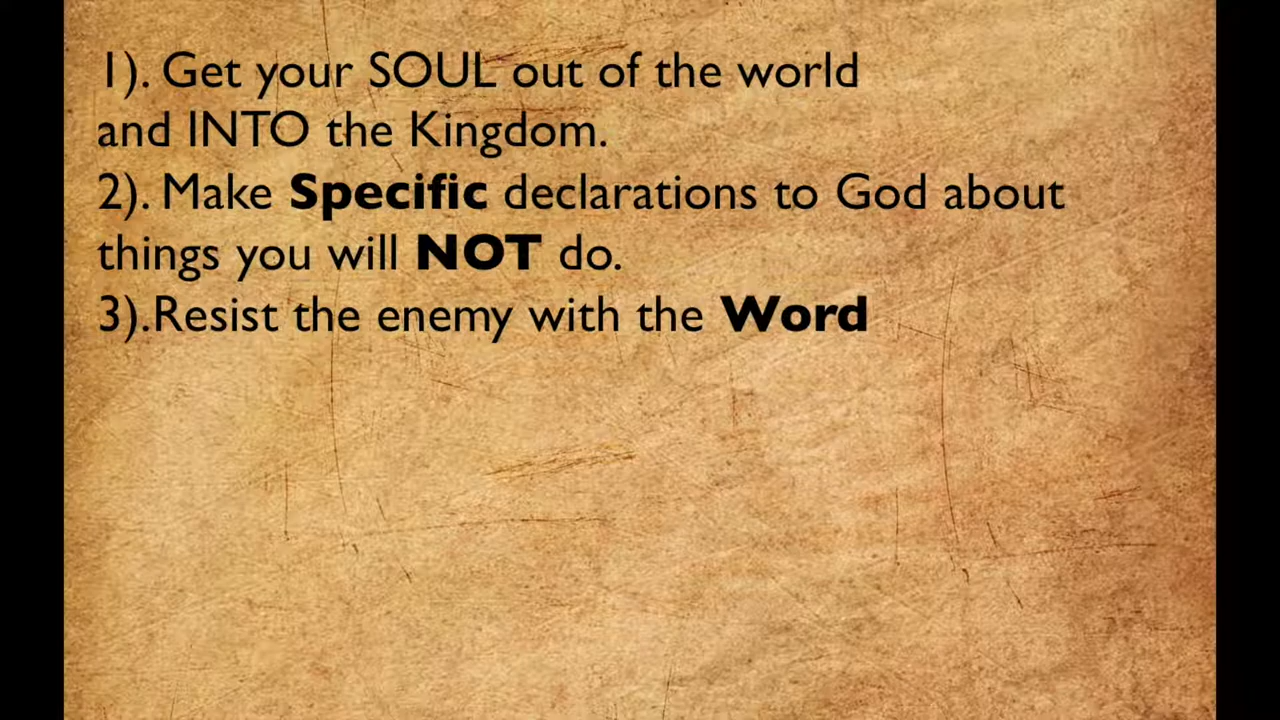 1). Get your SOUL out of the world
and INTO the Kingdom.
2). Make Specific declarations to God about
things you will NOT do.
3).Resist the enemy with the Word